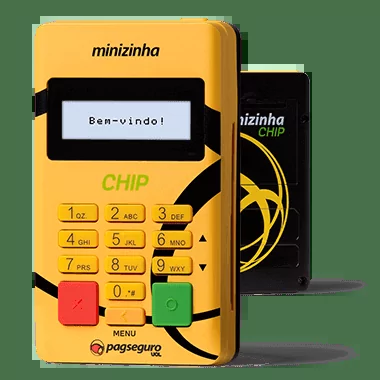 minizinha
Bem-vindo!
CHIP
1 QZ. 2 ABC 3 DEF
4 GHI 5 JKL 6 MNO
7 PRS 8 TUV 9 WXY
0 .*#
X O
<
MENU
pagseguro
UOL
inizinha
CHIP